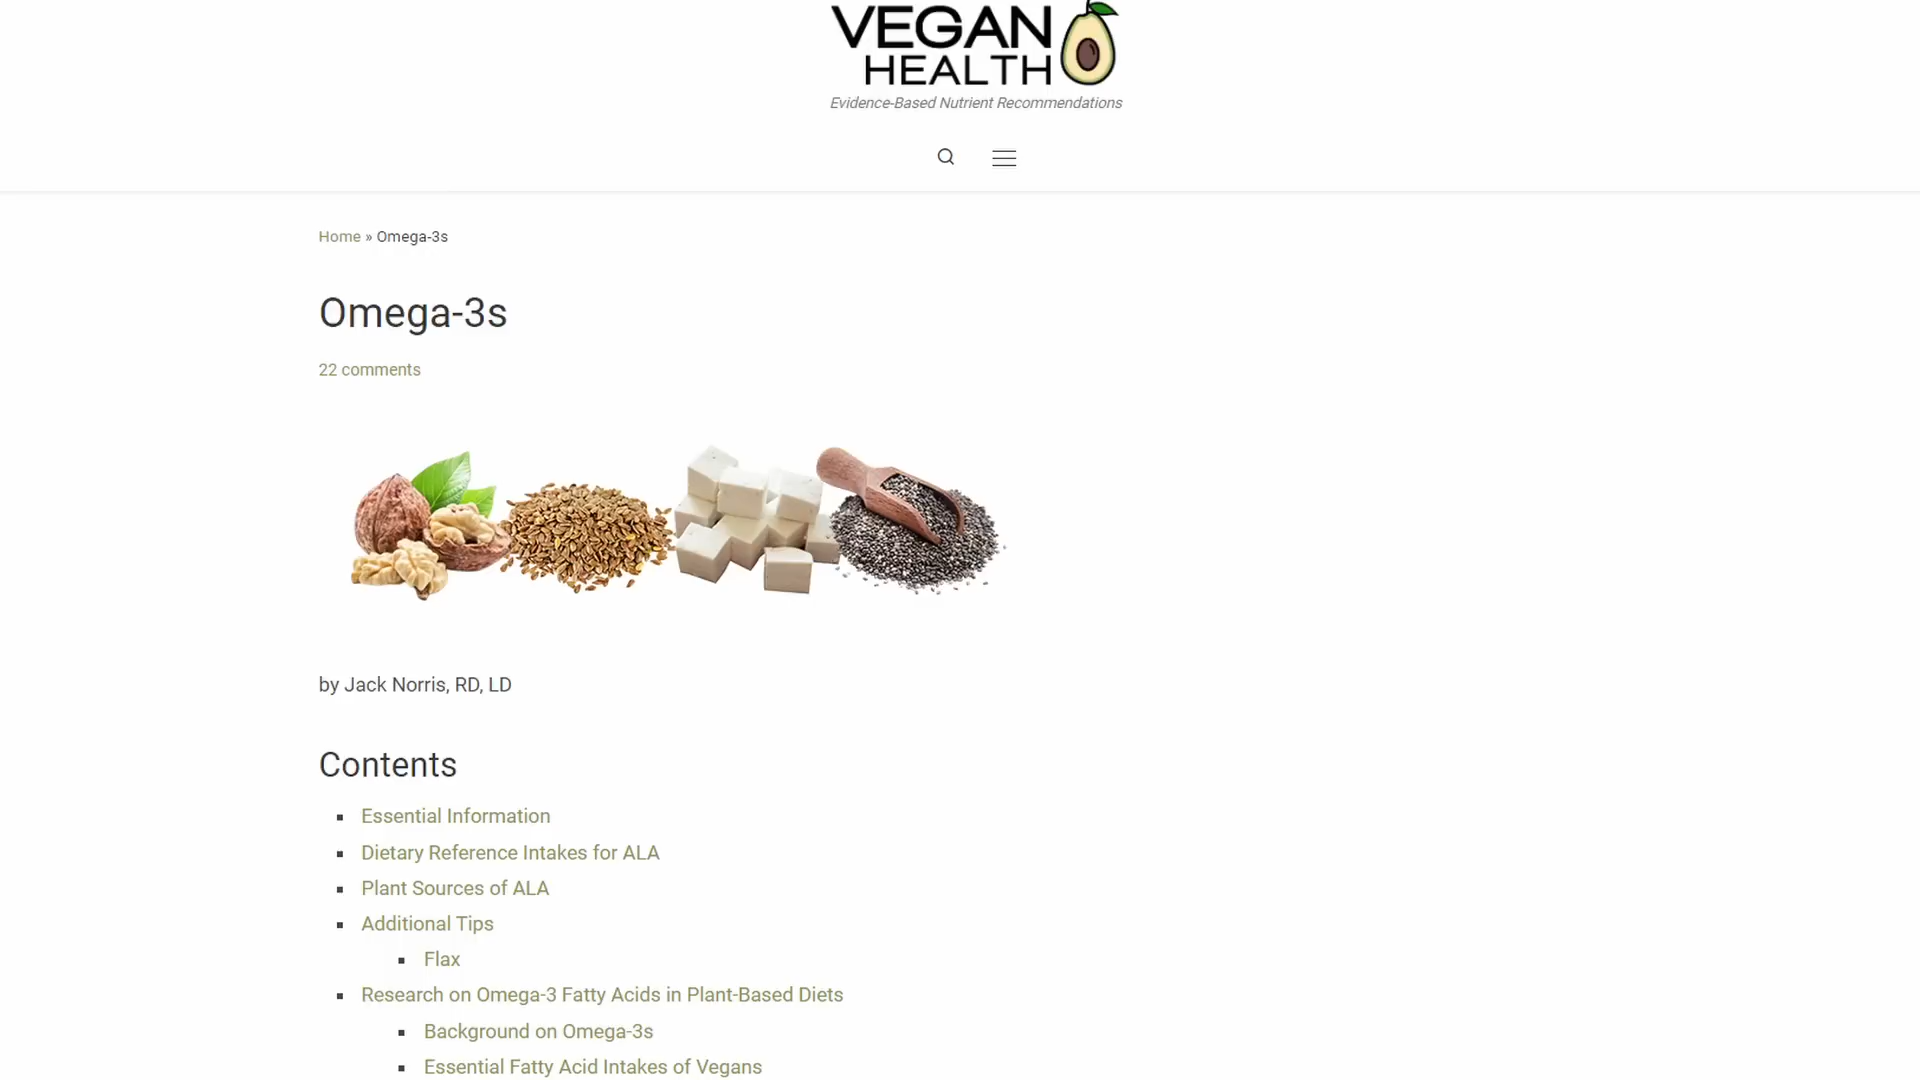 VEGAN
HEALTH
Evidence-Based Nutrient Recommendations
Home » Omega-3s
Omega-3s
22 comments
by Jack Norris, RD, LD
Contents
Essential Information
Dietary Reference Intakes for ALA
Plant Sources of ALA
Additional Tips
Flax
Research on Omega-3 Fatty Acids in Plant-Based Diets
Background on Omega-3s
Essential Fatty Acid Intakes of Vegans